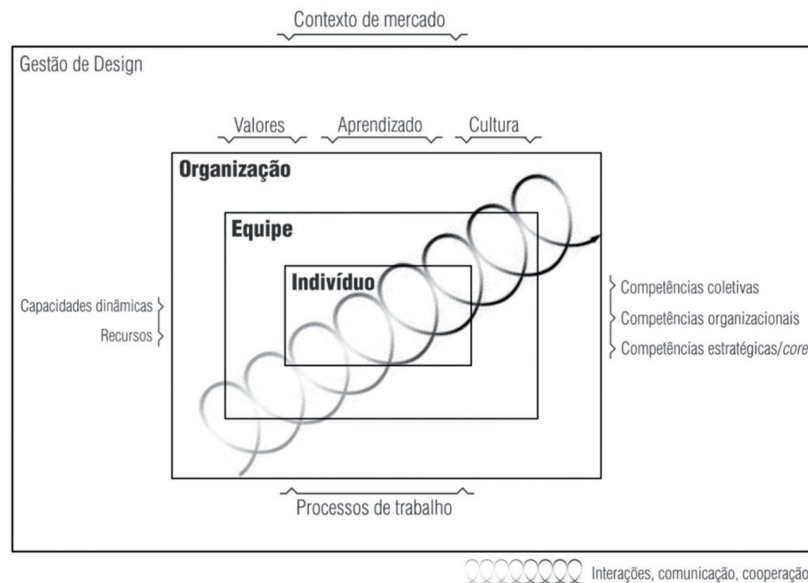 Contexto de mercado
Gestão de Design
Valores
Aprendizado
Cultura
Organização
Equipe
Indivíduo
Capacidades dinâmicas
Recursos
Competências coletivas
Competências organizacionais
Competências estratégicas/core
Processos de trabalho
Interações, comunicação, cooperação